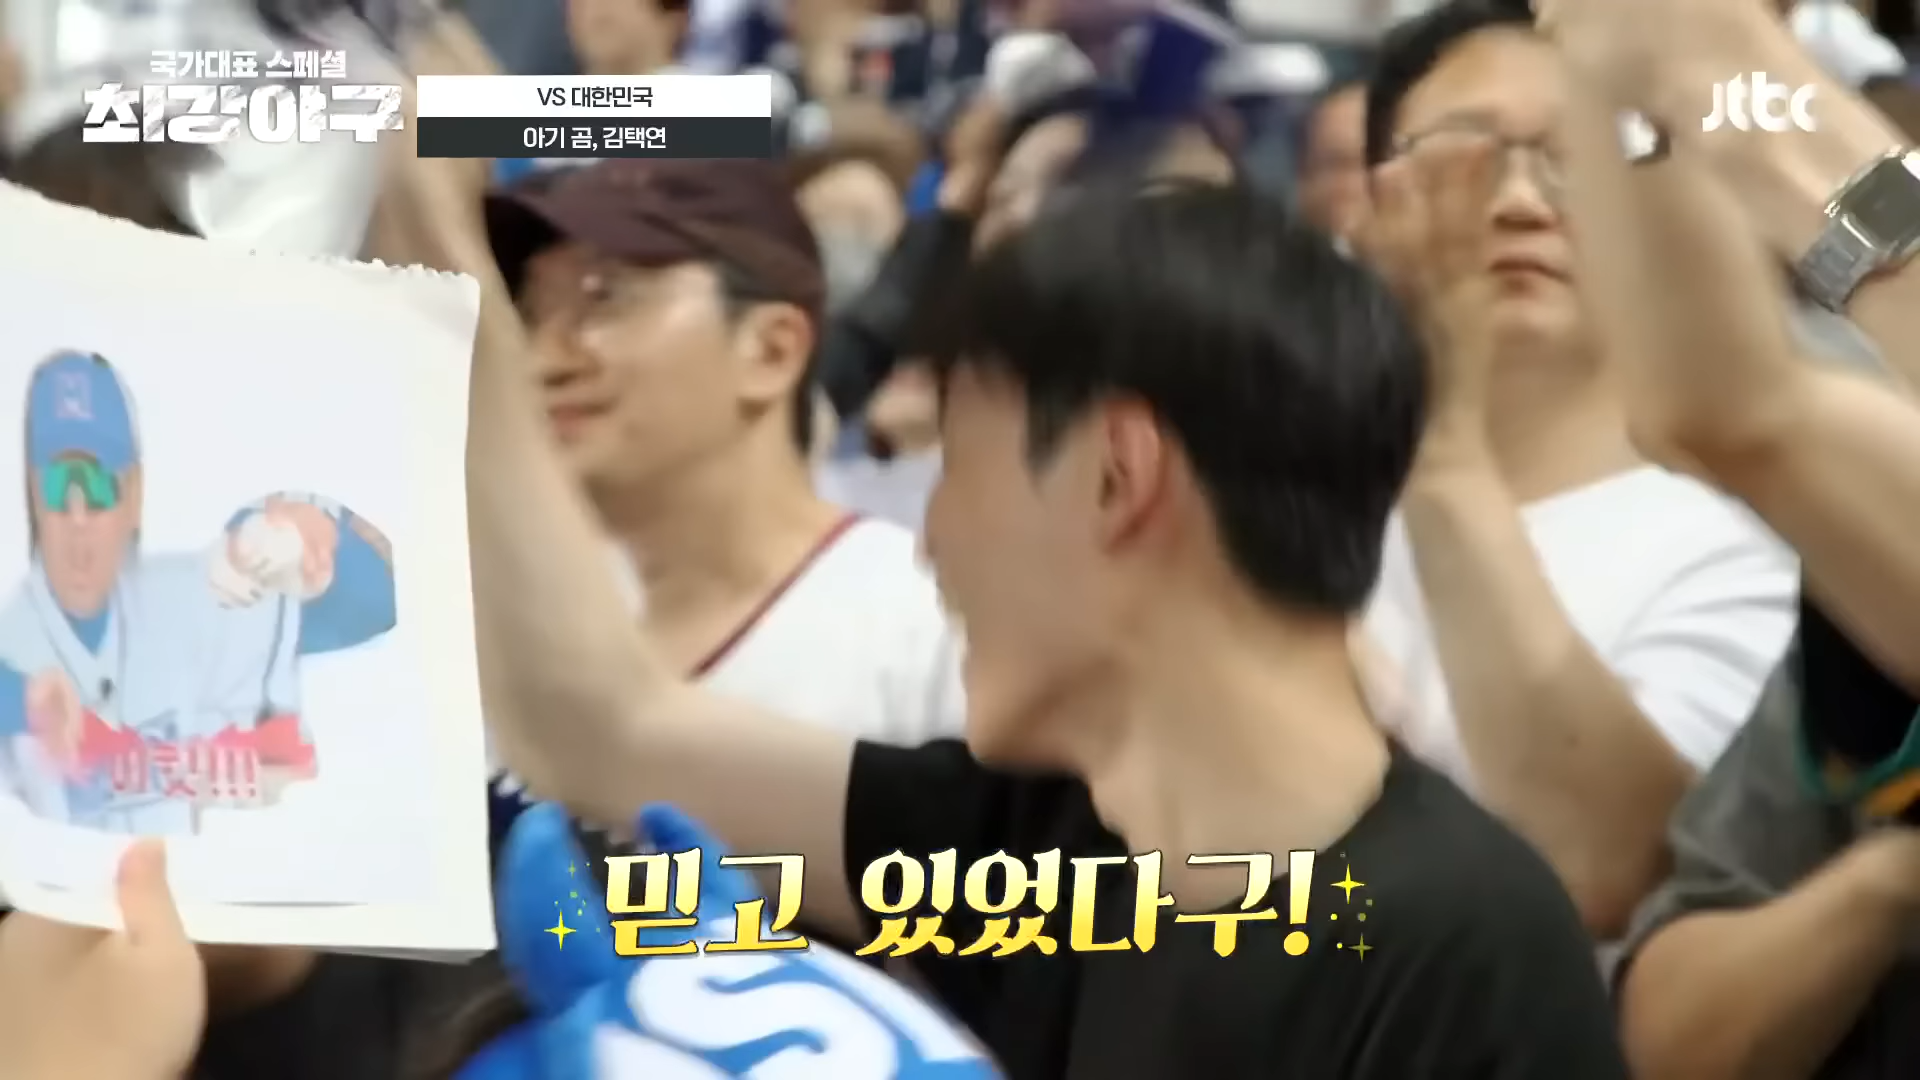 국가대표 스페셜
최강야구
VS 대한민국
아기 곰, 김택연
jtbc
N
믿고 있었다구!